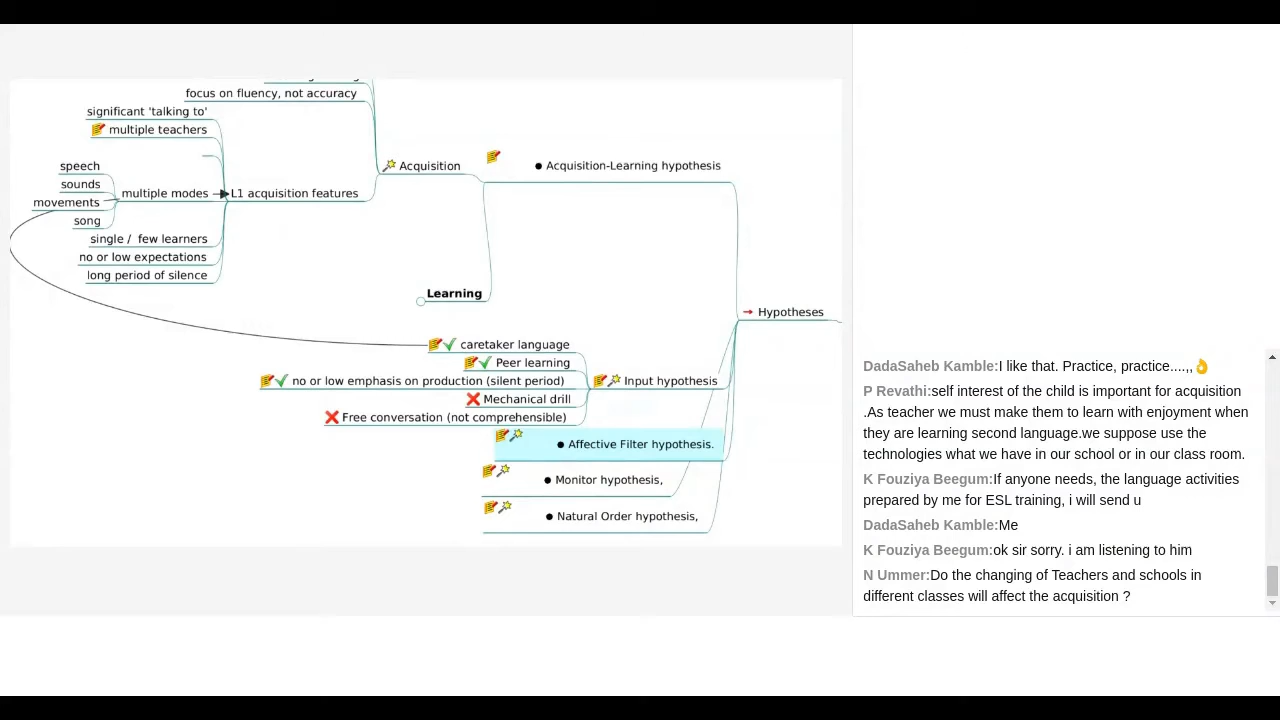 focus on fluency, not accuracy
significant 'talking to'
multiple teachers
speech
sounds
movements
song
multiple modes
L1 acquisition features
single / few learners
no or low expectations
long period of silence
Acquisition
● Acquisition-Learning hypothesis
Learning
Hypotheses
caretaker language
Peer learning
no or low emphasis on production (silent period)
Mechanical drill
Free conversation (not comprehensible)
Input hypothesis
● Affective Filter hypothesis.
● Monitor hypothesis,
● Natural Order hypothesis,
DadaSaheb Kamble:I like that. Practice, practice....,,👌
P Revathi:self interest of the child is important for acquisition
.As teacher we must make them to learn with enjoyment when
they are learning second language.we suppose use the
technologies what we have in our school or in our class room.
K Fouziya Beegum:If anyone needs, the language activities
prepared by me for ESL training, i will send u
DadaSaheb Kamble:Me
K Fouziya Beegum:ok sir sorry. i am listening to him
N Ummer:Do the changing of Teachers and schools in
different classes will affect the acquisition ?